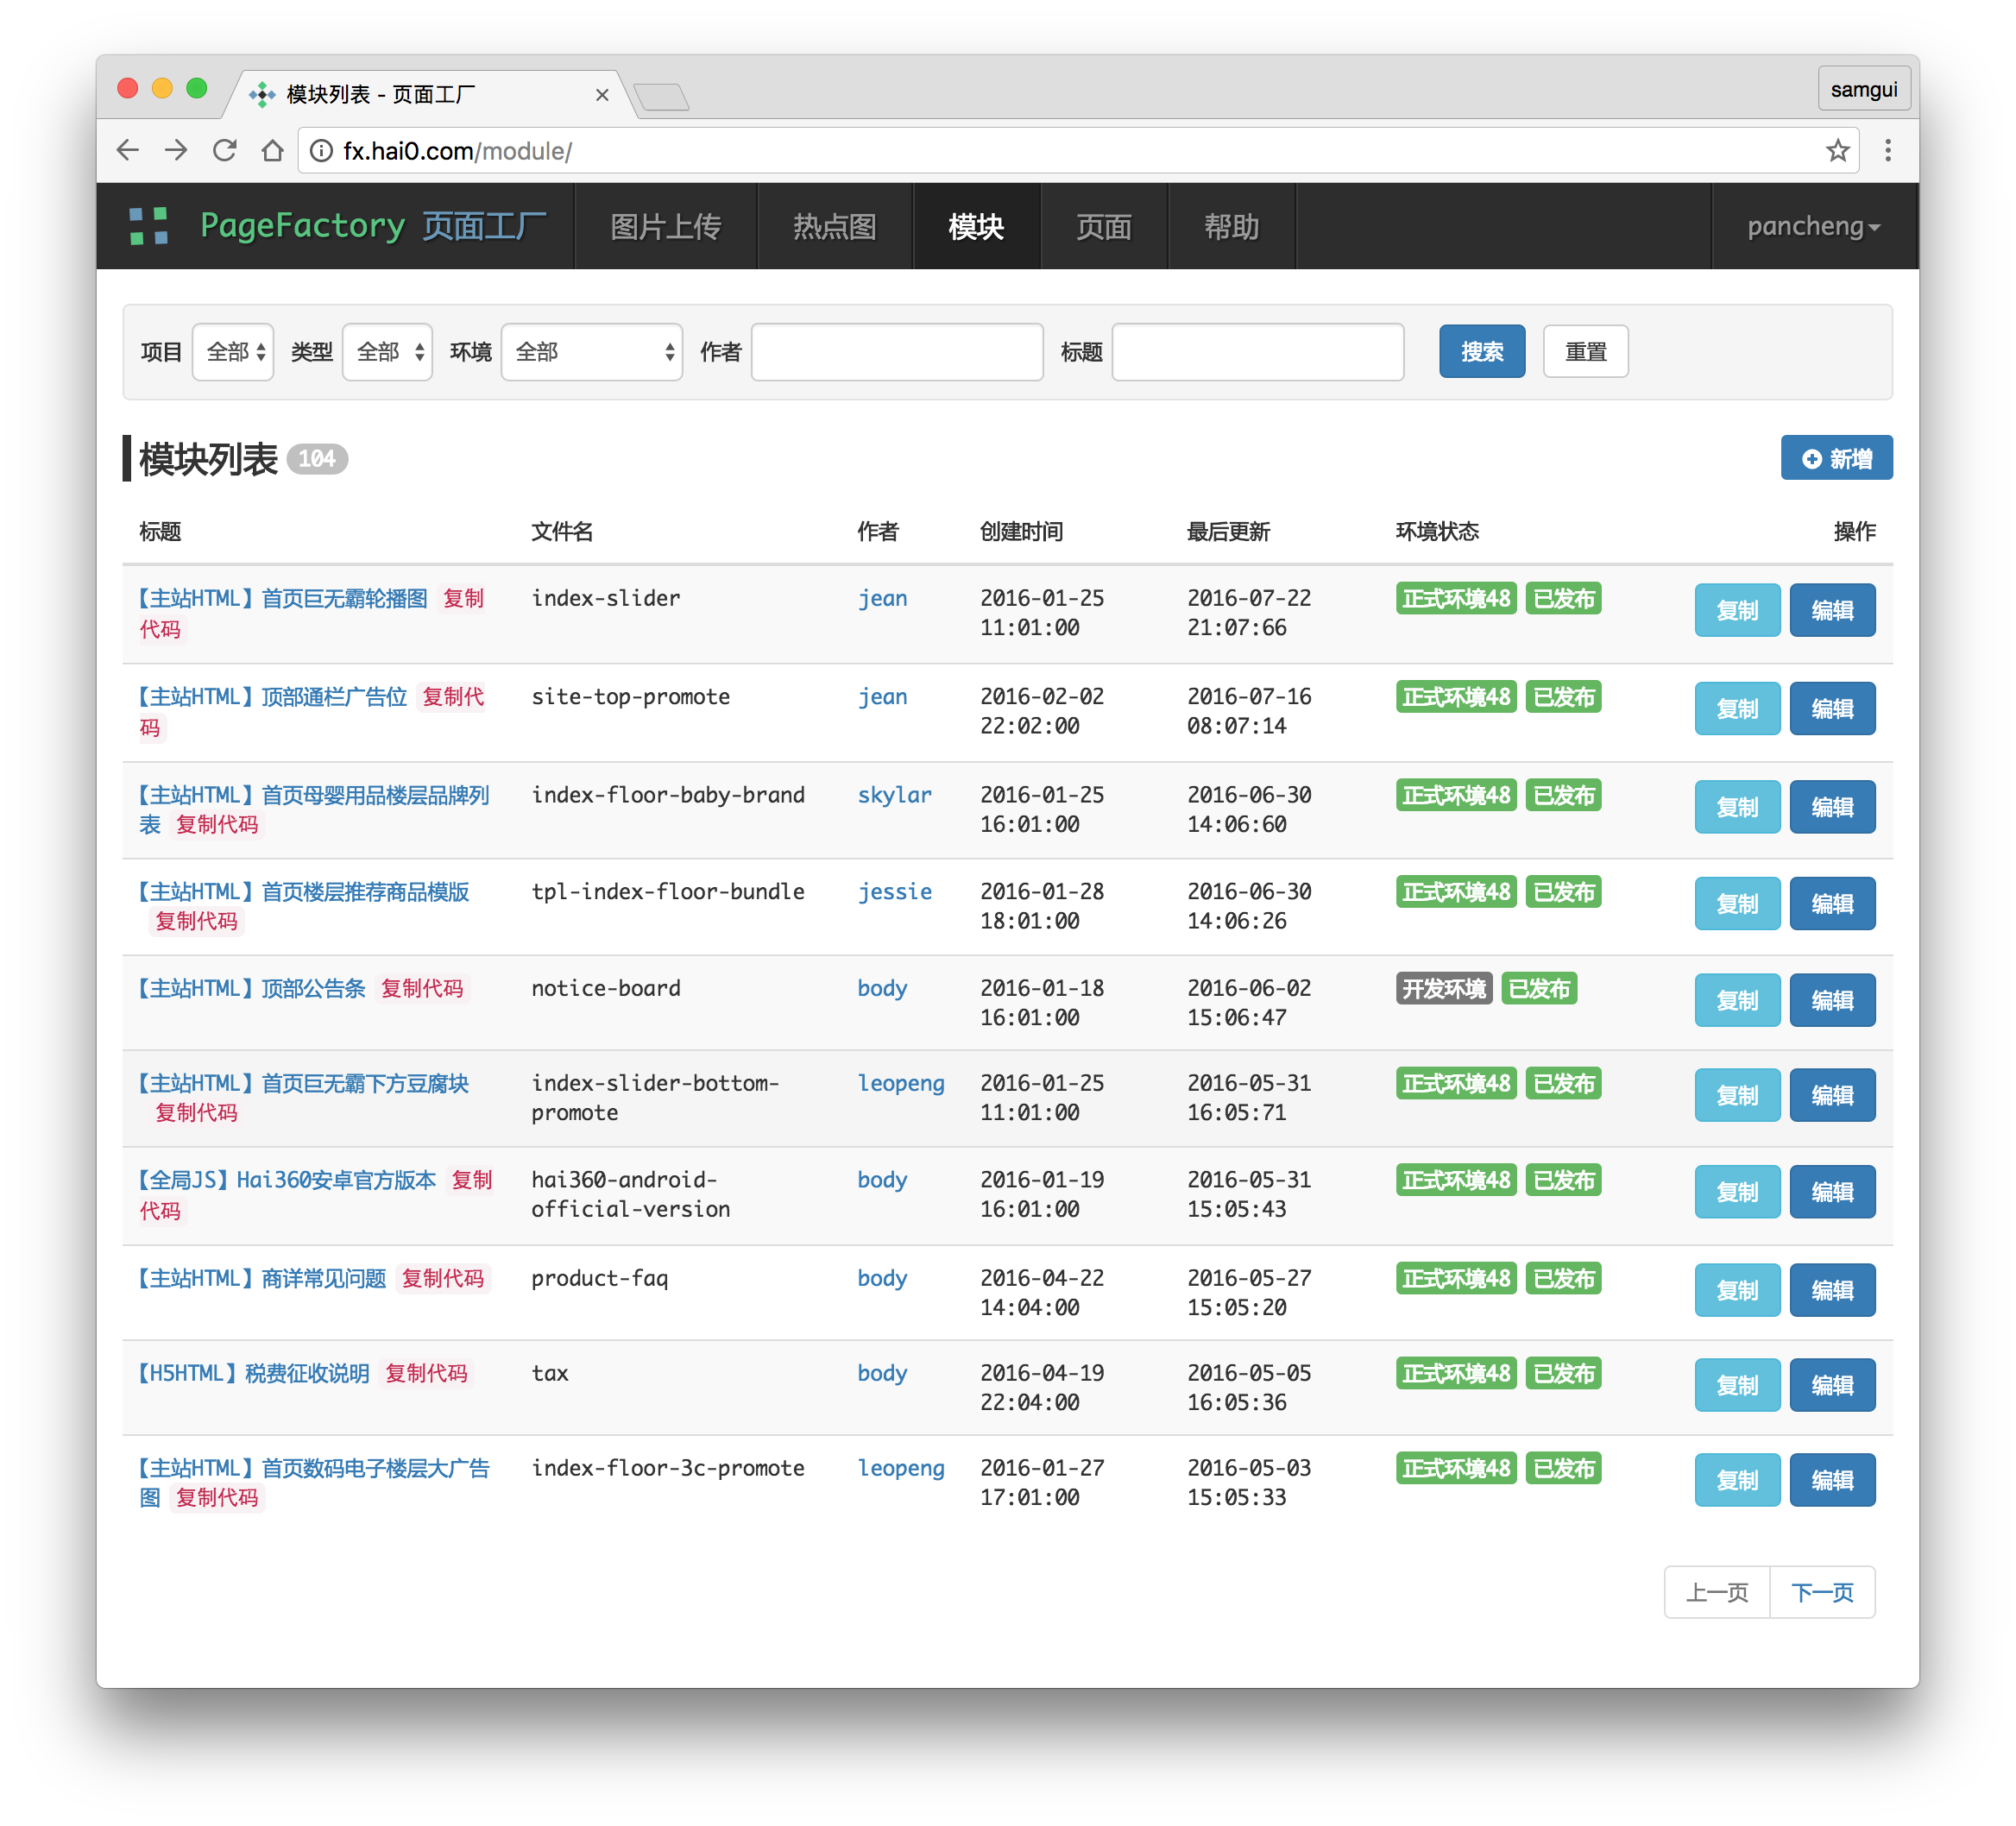 模块列表 - 页面工厂
samgui
fx.hai0.com/module/
PageFactory 页面工厂 图片上传 热点图 模块 页面 帮助 pancheng
项目 全部 类型 全部 环境 全部 作者 标题 搜索 重置
模块列表 104 新增
标题 文件名 作者 创建时间 最后更新 环境状态 操作
【主站HTML】首页巨无霸轮播图 复制 index-slider jean 2016-01-25 2016-07-22 正式环境48 已发布 复制 编辑
代码 11:01:00 21:07:66
【主站HTML】顶部通栏广告位 复制代 site-top-promote jean 2016-02-02 2016-07-16 正式环境48 已发布 复制 编辑
码 22:02:00 08:07:14
【主站HTML】首页母婴用品楼层品牌列 index-floor-baby-brand skylar 2016-01-25 2016-06-30 正式环境48 已发布 复制 编辑
表 复制代码 16:01:00 14:06:60
【主站HTML】首页楼层推荐商品模版 tpl-index-floor-bundle jessie 2016-01-28 2016-06-30 正式环境48 已发布 复制 编辑
复制代码 18:01:00 14:06:26
【主站HTML】顶部公告条 复制代码 notice-board body 2016-01-18 2016-06-02 开发环境 已发布 复制 编辑
16:01:00 15:06:47
【主站HTML】首页巨无霸下方豆腐块 index-slider-bottom- leopeng 2016-01-25 2016-05-31 正式环境48 已发布 复制 编辑
复制代码 promote 11:01:00 16:05:71
【全局JS】Hai360安卓官方版本 复制 hai360-android- body 2016-01-19 2016-05-31 正式环境48 已发布 复制 编辑
代码 official-version 16:01:00 15:05:43
【主站HTML】商详常见问题 复制代码 product-faq body 2016-04-22 2016-05-27 正式环境48 已发布 复制 编辑
14:04:00 15:05:20
【H5HTML】税费征收说明 复制代码 tax body 2016-04-19 2016-05-05 正式环境48 已发布 复制 编辑
22:04:00 16:05:36
【主站HTML】首页数码电子楼层大广告 index-floor-3c-promote leopeng 2016-01-27 2016-05-03 正式环境48 已发布 复制 编辑
图 复制代码 17:01:00 15:05:33
上一页 下一页